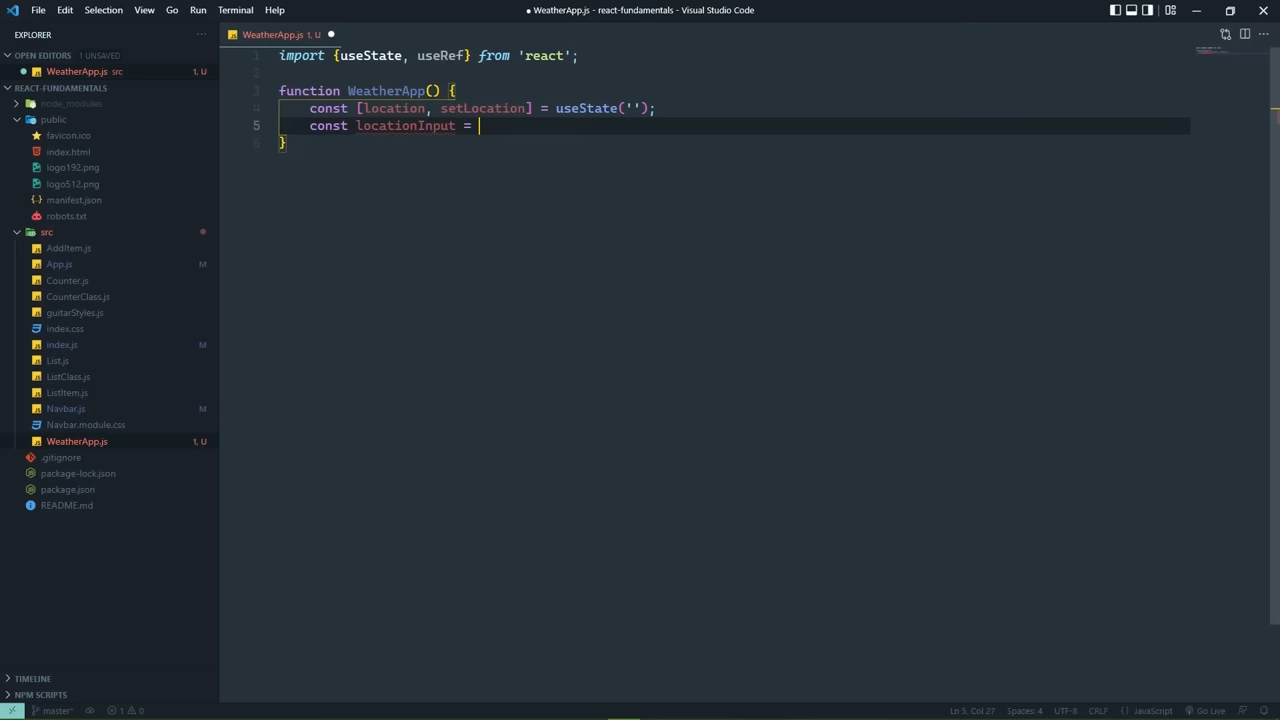 File Edit Selection View Go Run Terminal Help
● WeatherApp.js - react-fundamentals - Visual Studio Code
EXPLORER
OPEN EDITORS 1 UNSAVED
WeatherApp.js src 1, U
REACT-FUNDAMENTALS
node_modules
public
favicon.ico
index.html
logo192.png
logo512.png
manifest.json
robots.txt
src
AddItem.js
App.js M
Counter.js
CounterClass.js
guitarStyles.js
index.css
index.js M
List.js
ListClass.js
ListItem.js
Navbar.js M
Navbar.module.css
WeatherApp.js 1, U
.gitignore
package-lock.json
package.json
README.md
TIMELINE
NPM SCRIPTS
WeatherApp.js 1, U
1 import {useState, useRef} from 'react';
2
3 function WeatherApp() {
4 const [location, setLocation] = useState('');
5 const locationInput =
6 }
master* 1 0
Ln 5, Col 27 Spaces: 4 UTF-8 CRLF {} JavaScript Go Live